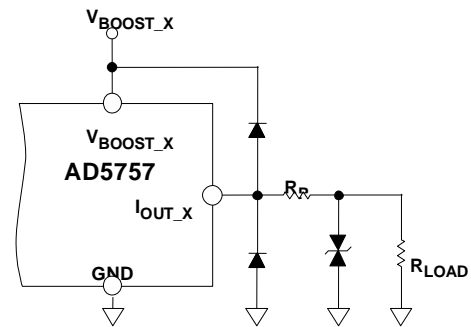 VBOOST_X
VBOOST_X
AD5757
IOUT_X
RP
GND
RLOAD